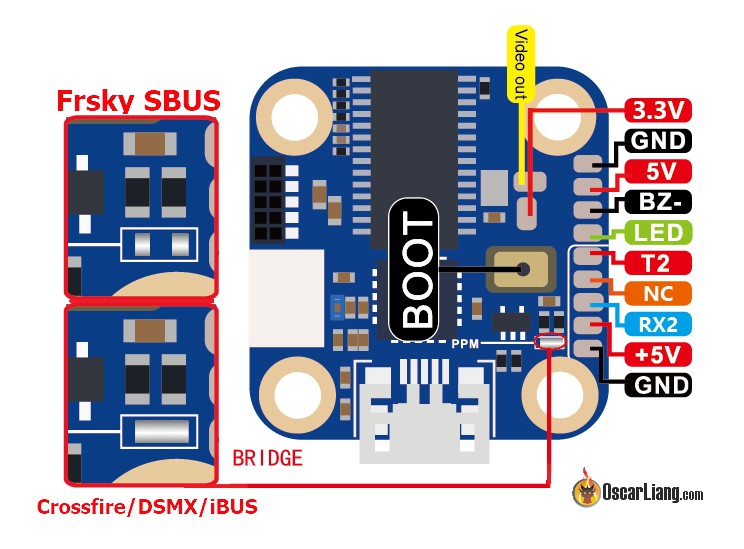 Frsky SBUS
Video out
3.3V
GND
5V
BZ-
LED
T2
NC
RX2
+5V
GND
BOOT
PPM
BRIDGE
Crossfire/DSMX/iBUS
OscarLiang.com